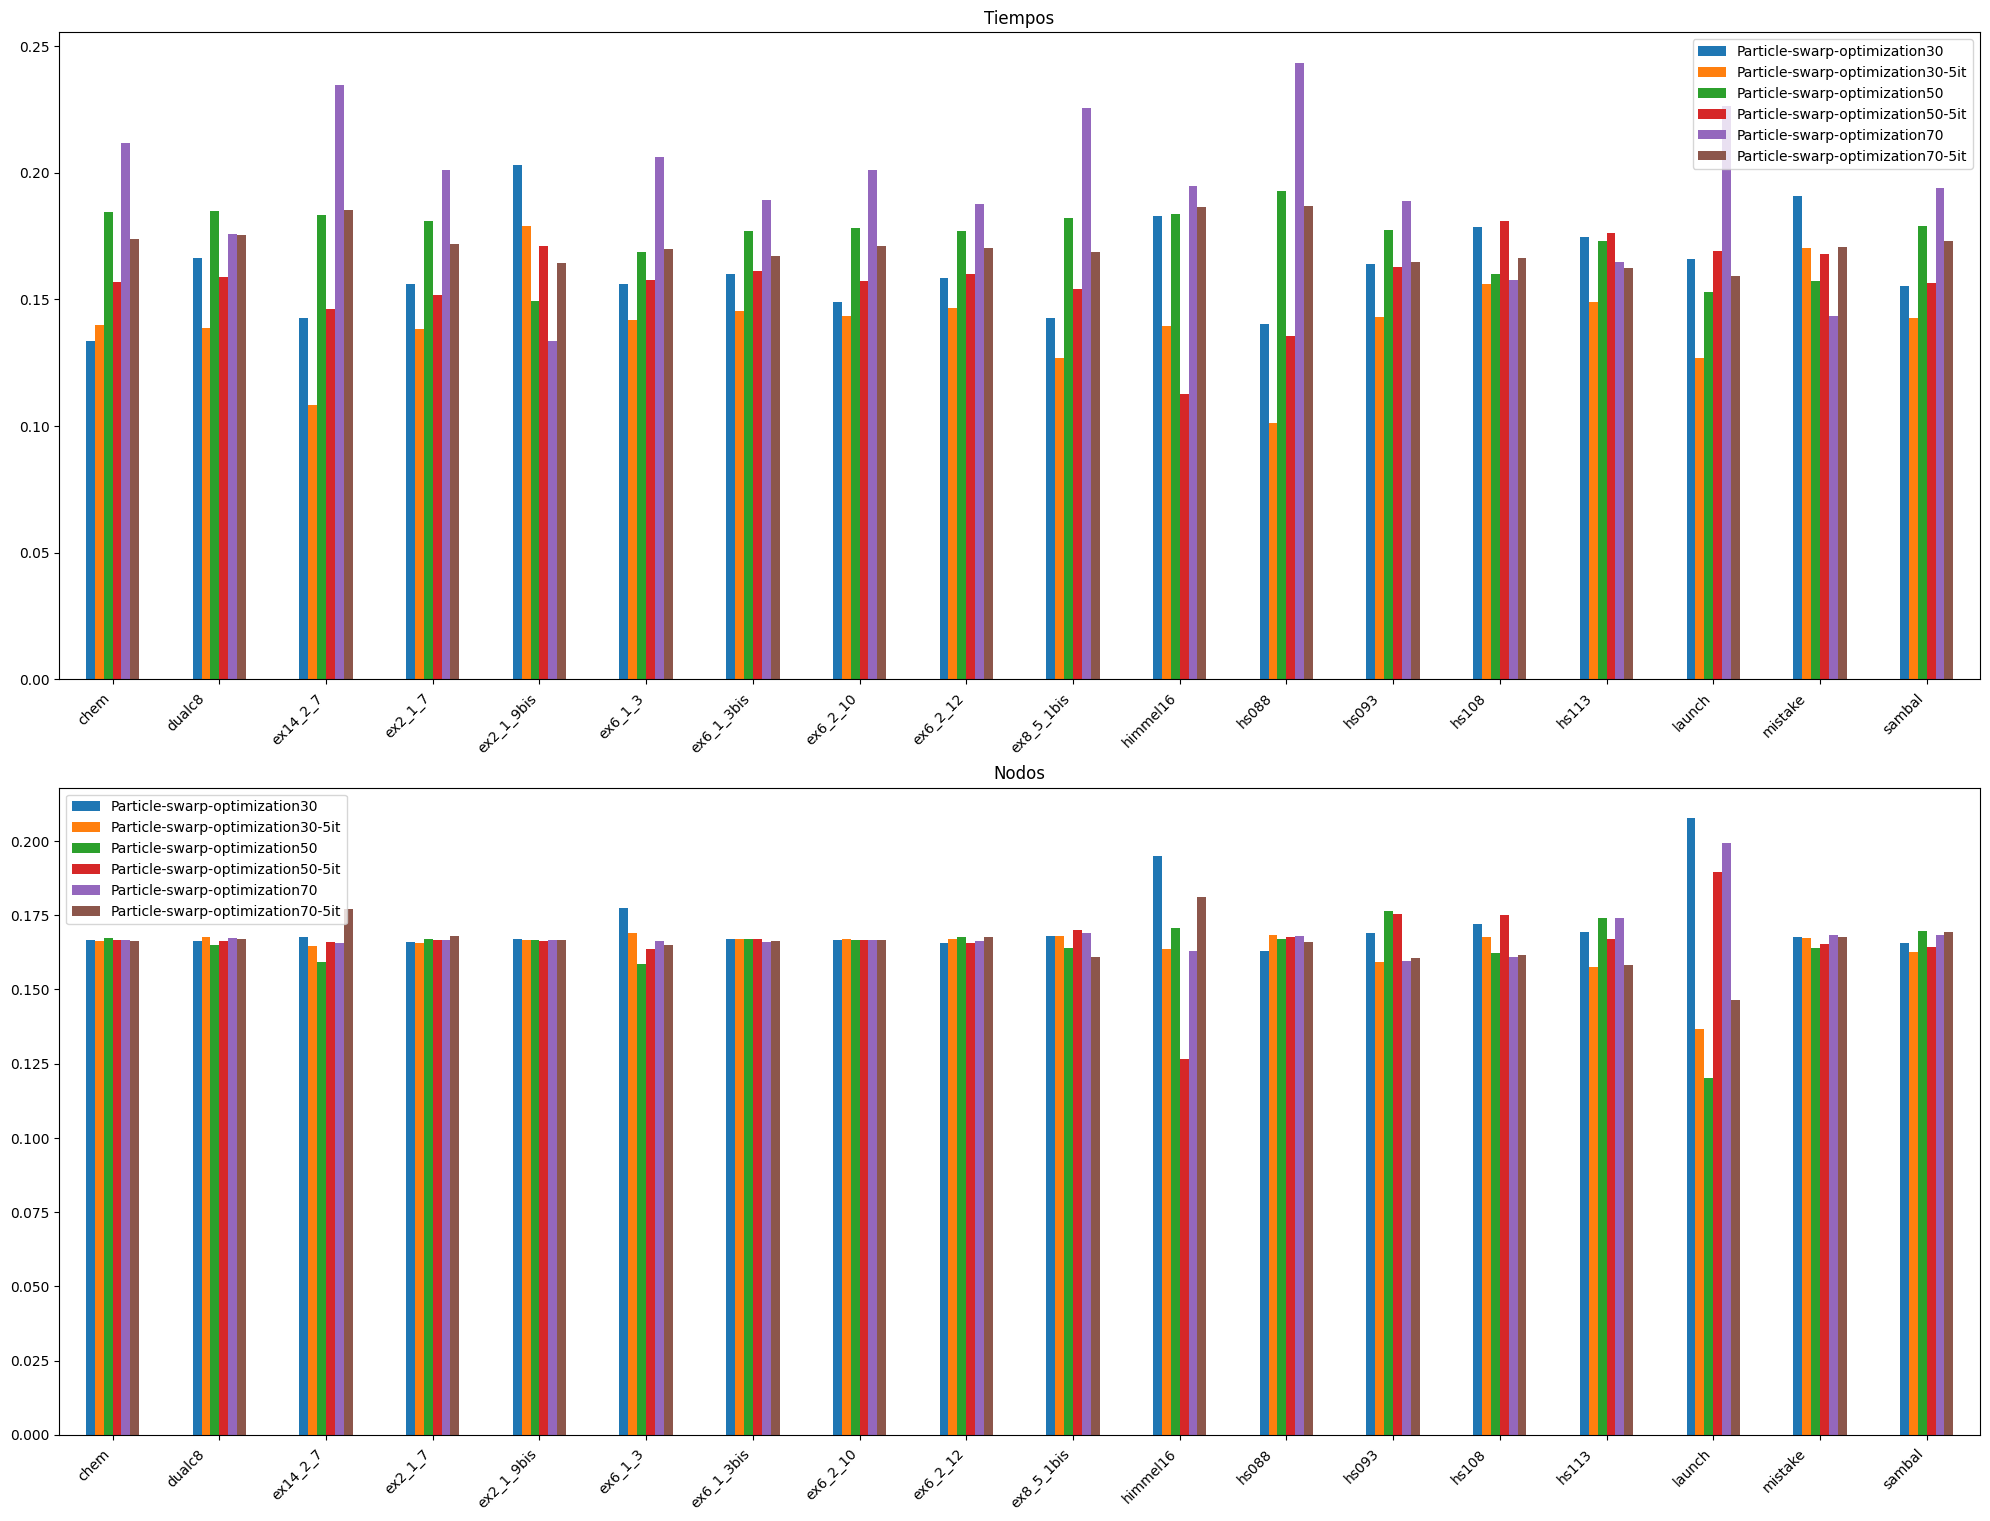 Tiempos
0.25
0.20
0.15
0.10
0.05
0.00
Particle-swarp-optimization30
Particle-swarp-optimization30-5it
Particle-swarp-optimization50
Particle-swarp-optimization50-5it
Particle-swarp-optimization70
Particle-swarp-optimization70-5it
chem
dualc8
ex14_2_7
ex2_1_7
ex2_1_9bis
ex6_1_3
ex6_1_3bis
ex6_2_10
ex6_2_12
ex8_5_1bis
himmel16
hs088
hs093
hs108
hs113
launch
mistake
sambal
Nodos
0.200
0.175
0.150
0.125
0.100
0.075
0.050
0.025
0.000
Particle-swarp-optimization30
Particle-swarp-optimization30-5it
Particle-swarp-optimization50
Particle-swarp-optimization50-5it
Particle-swarp-optimization70
Particle-swarp-optimization70-5it
chem
dualc8
ex14_2_7
ex2_1_7
ex2_1_9bis
ex6_1_3
ex6_1_3bis
ex6_2_10
ex6_2_12
ex8_5_1bis
himmel16
hs088
hs093
hs108
hs113
launch
mistake
sambal